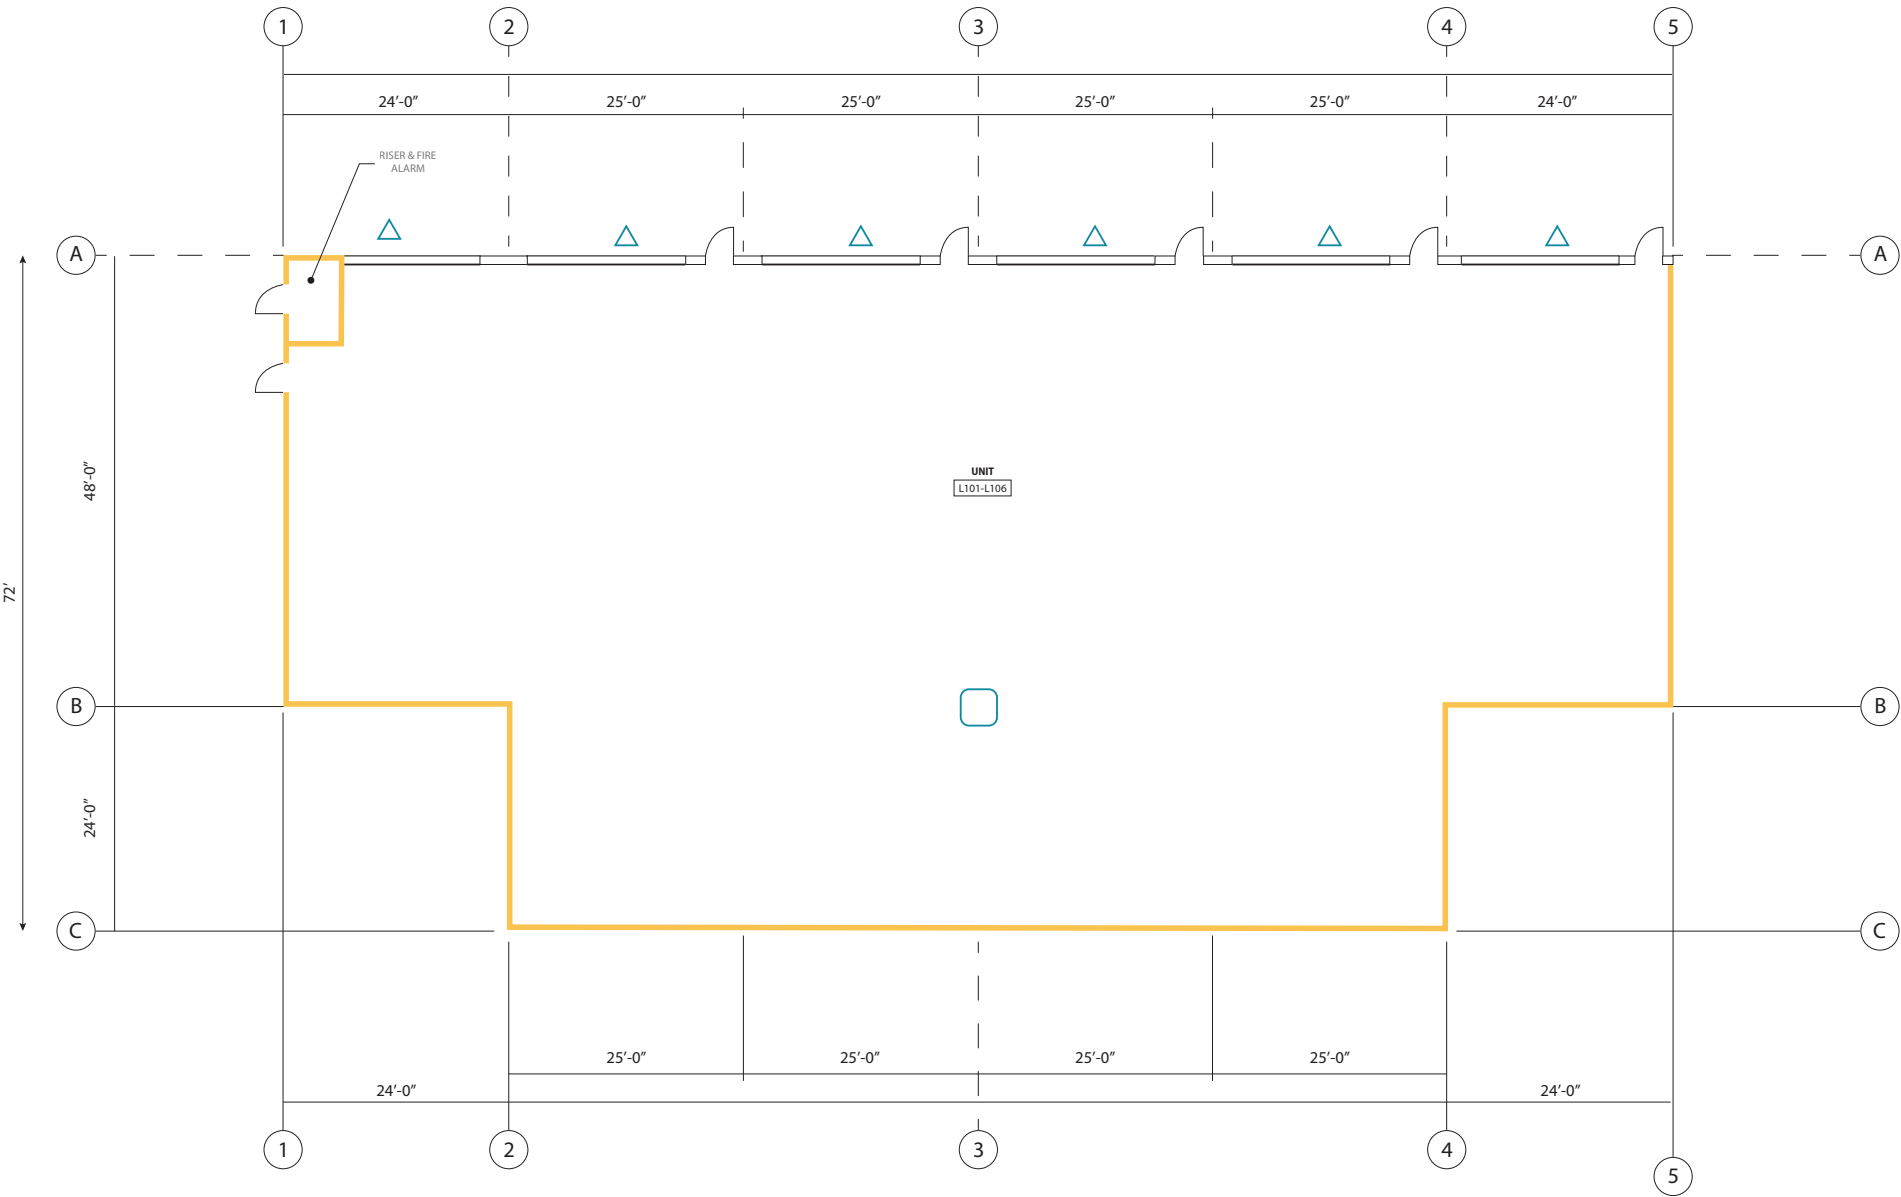 1 2 3 4 5
24'-0" 25'-0" 25'-0" 25'-0" 25'-0" 24'-0"
RISER & FIRE
ALARM
A A
48'-0"
UNIT
L101-L106
72'
B B
24'-0"
C C
25'-0" 25'-0" 25'-0" 25'-0"
24'-0" 24'-0"
1 2 3 4 5